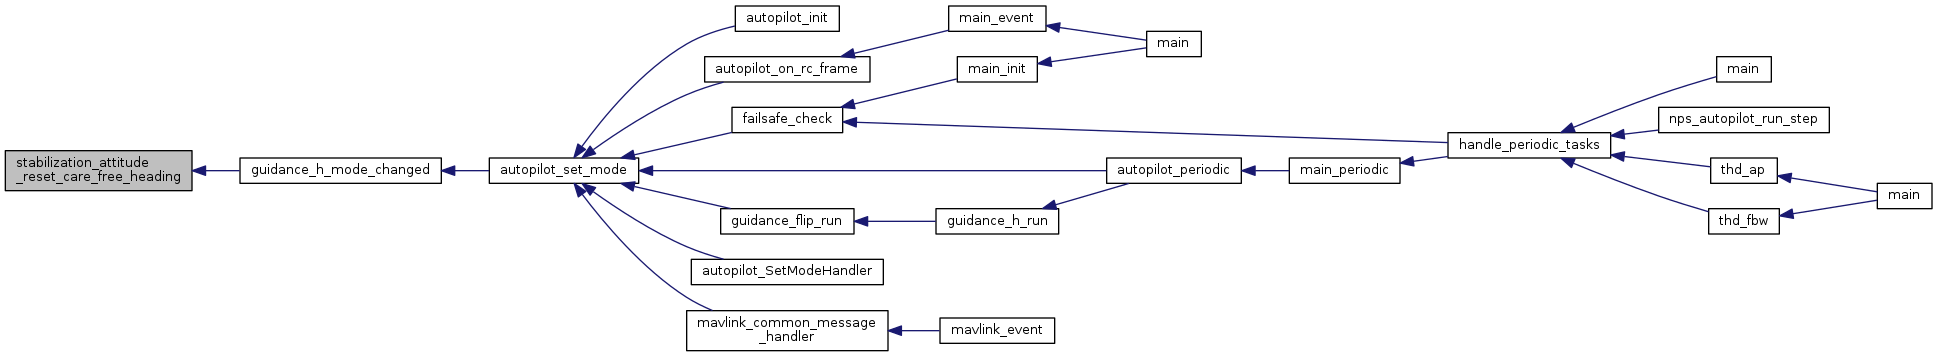 stabilization_attitude
_reset_care_free_heading
guidance_h_mode_changed
autopilot_set_mode
autopilot_init
autopilot_on_rc_frame
failsafe_check
autopilot_periodic
guidance_flip_run
autopilot_SetModeHandler
mavlink_common_message
_handler
main_event
main_init
guidance_h_run
mavlink_event
main
main_periodic
handle_periodic_tasks
main
nps_autopilot_run_step
thd_ap
thd_fbw
main